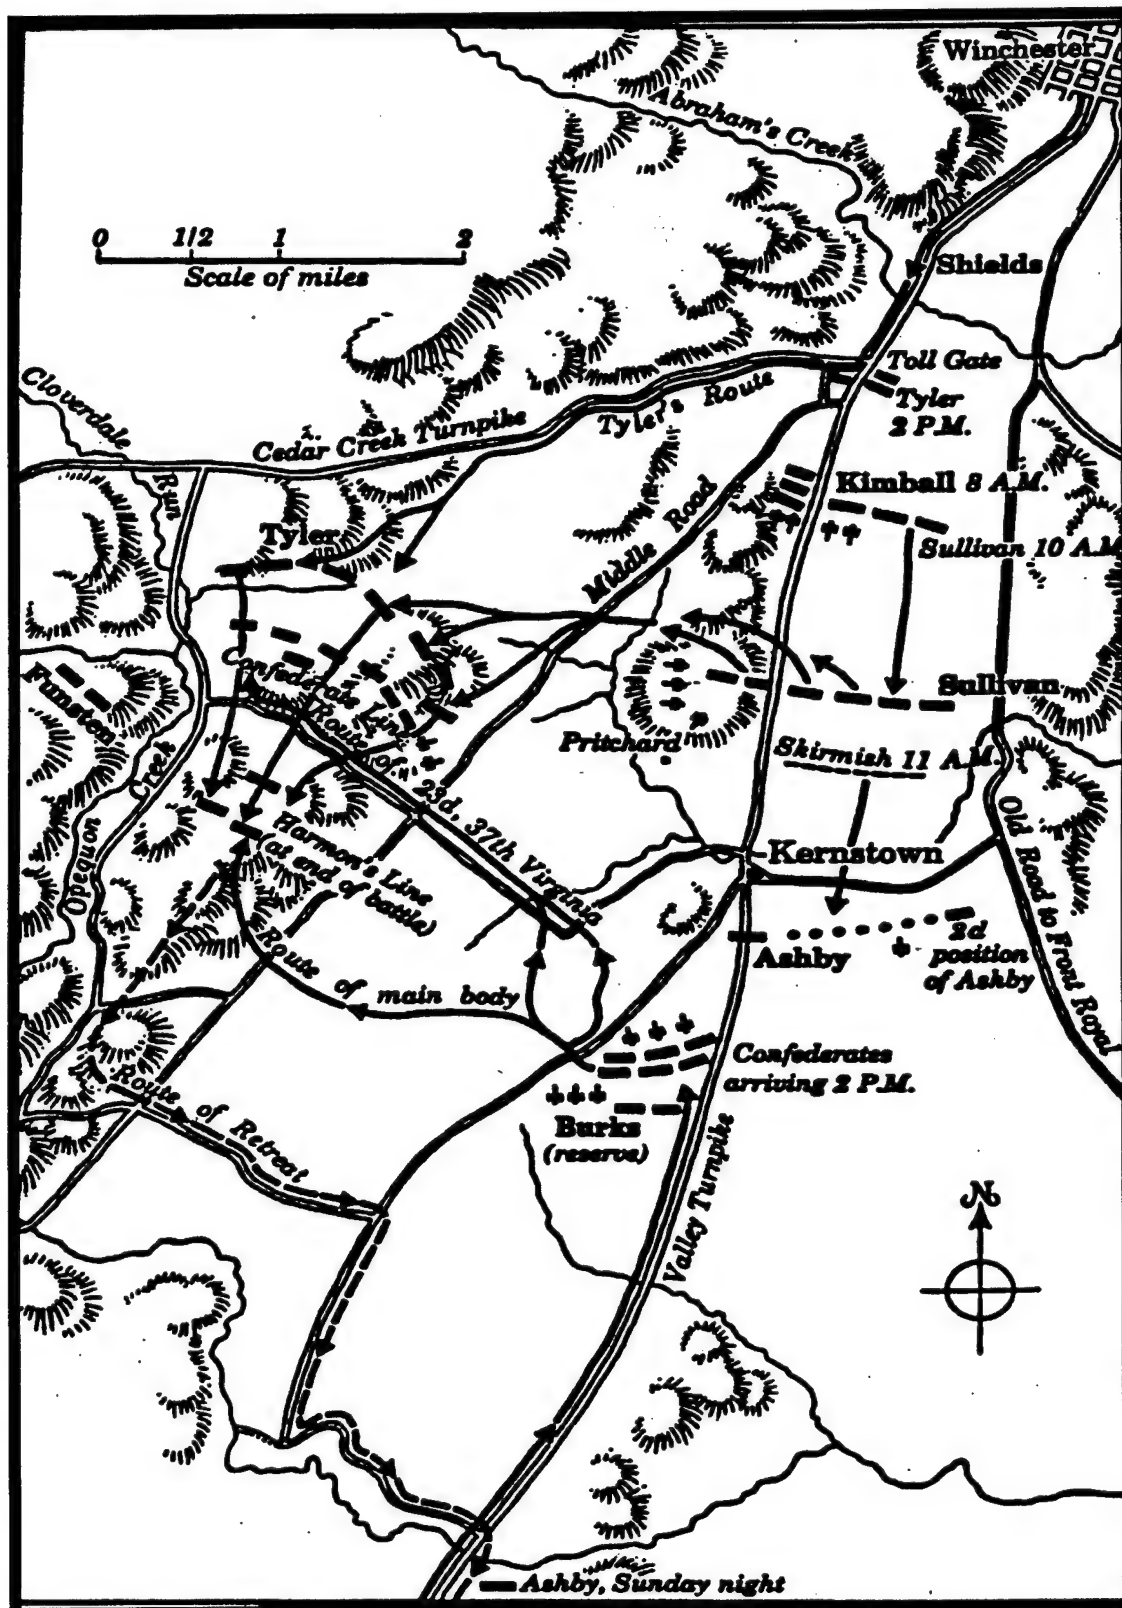 Winchester
Abraham's Creek
0 1/2 1 2
Scale of miles
Shields
Toll Gate
Tyler
2 P.M.
Cloverdale
Run
Cedar Creek Turnpike
Tyler's Route
Middle Road
Kimball 8 A.M.
Sullivan 10 A.M
Tyler
Funsten
Confederate Line
Sullivan
Pritchard
Skirmish 11 A.M.
Route of 23d, 37th Virginia
Opequon Creek
Harmon's Line
(at end of battle)
Kernstown
Old Road to Front Royal
Ashby
2d
position
of Ashby
Route of main body
Confederates
arriving 2 P.M.
Burks
(reserve)
Route of Retreat
Valley Turnpike
N
Ashby, Sunday night